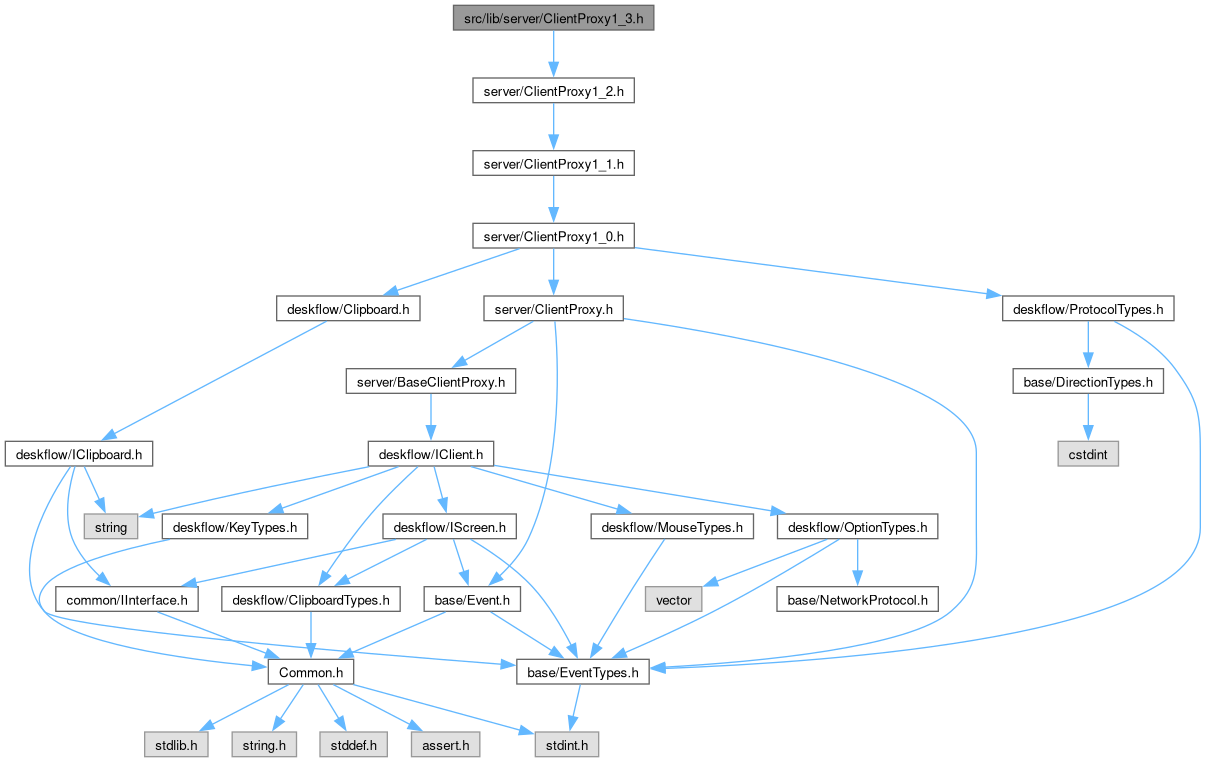 src/lib/server/ClientProxy1_3.h
server/ClientProxy1_2.h
server/ClientProxy1_1.h
server/ClientProxy1_0.h
deskflow/Clipboard.h
server/ClientProxy.h
deskflow/ProtocolTypes.h
server/BaseClientProxy.h
base/DirectionTypes.h
deskflow/IClipboard.h
deskflow/IClient.h
cstdint
string
deskflow/KeyTypes.h
deskflow/IScreen.h
deskflow/MouseTypes.h
deskflow/OptionTypes.h
common/IInterface.h
deskflow/ClipboardTypes.h
base/Event.h
vector
base/NetworkProtocol.h
Common.h
base/EventTypes.h
stdlib.h
string.h
stddef.h
assert.h
stdint.h